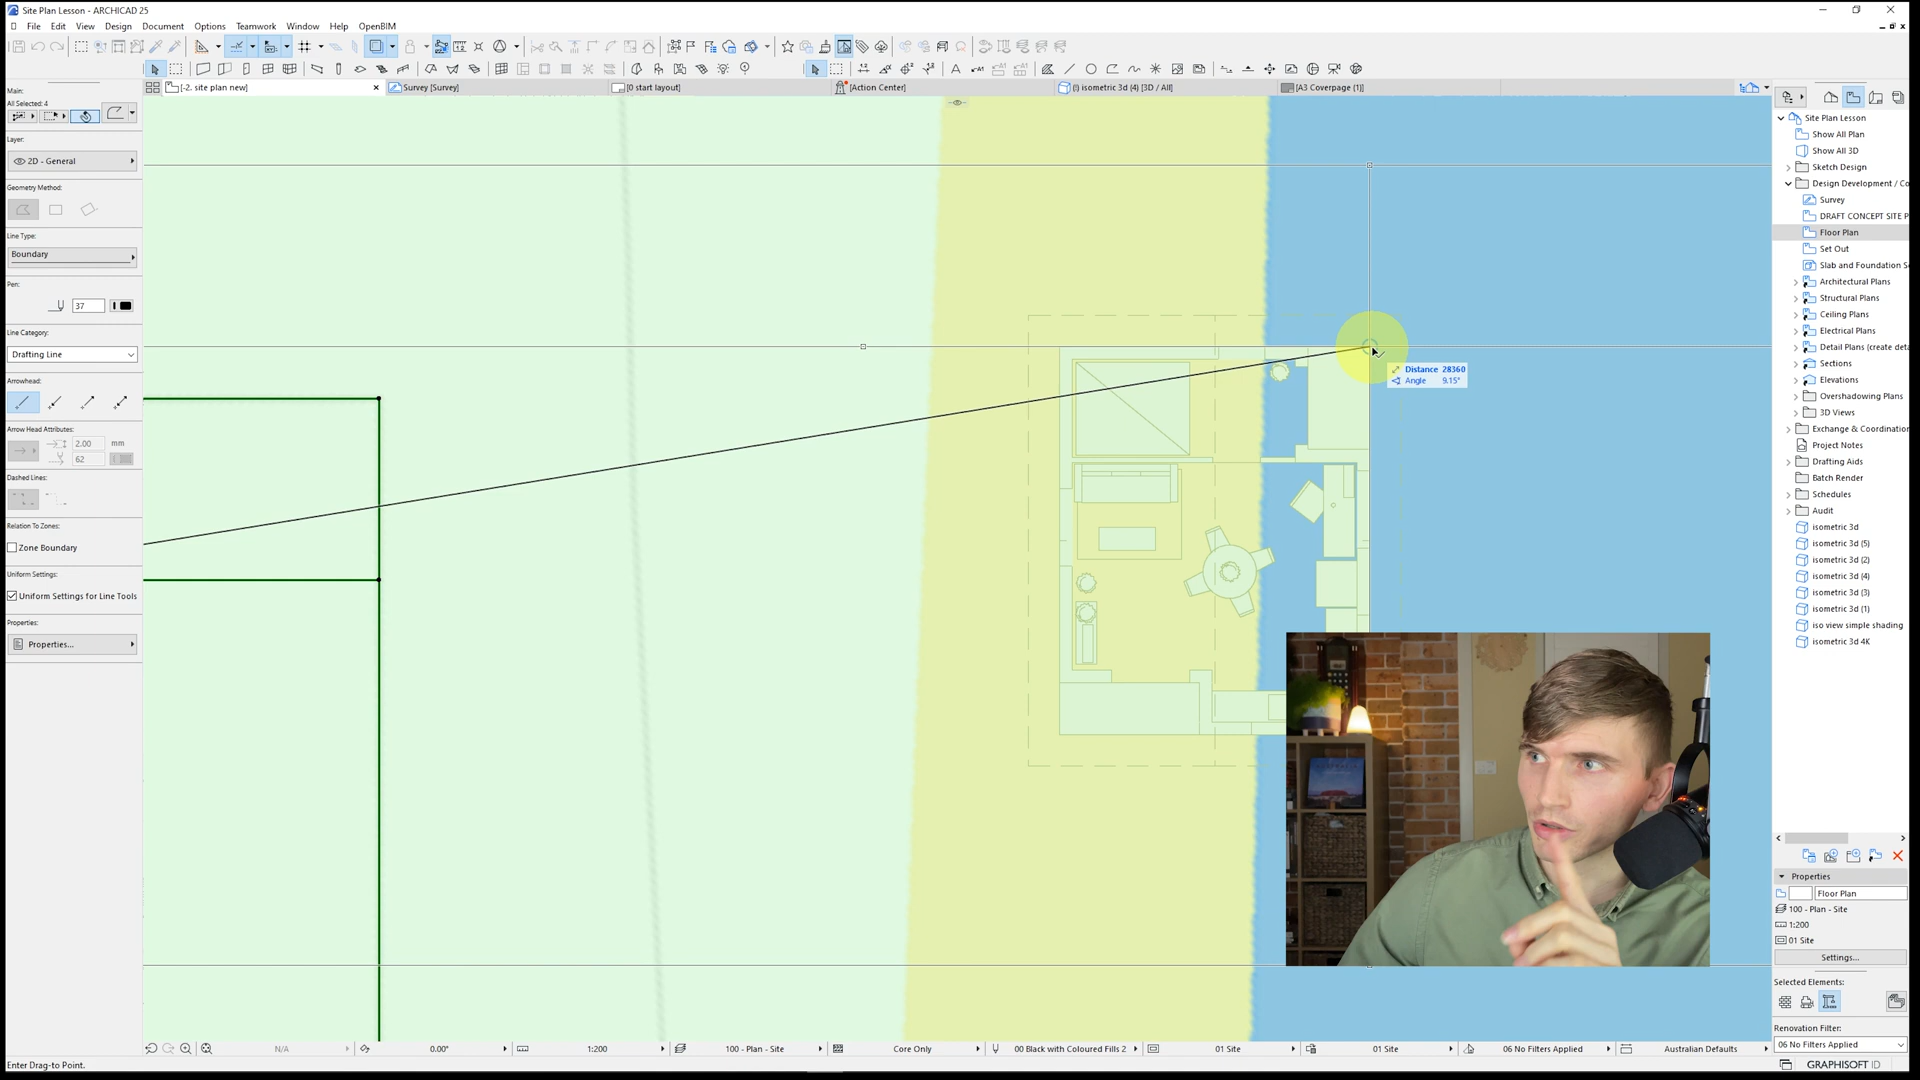 Site Plan Lesson - ARCHICAD 25
File Edit View Design Document Options Teamwork Window Help OpenBIM
[-2. site plan new]
Survey [Survey]
[0 start layout]
[Action Center]
(!) isometric 3d (4) [3D / All]
[A3 Coverpage (1)]
Main:
All Selected: 4
Layer:
2D - General
Geometry Method:
Line Type:
Boundary
Pen:
37
Line Category:
Drafting Line
Arrowhead:
Arrow Head Attributes:
2.00 mm
62
Dashed Lines:
Relation To Zones:
Zone Boundary
Uniform Settings:
Uniform Settings for Line Tools
Properties:
Properties...
Distance 28360
Angle 9.15°
Site Plan Lesson
Show All Plan
Show All 3D
Sketch Design
Design Development / Co
Survey
DRAFT CONCEPT SITE P
Floor Plan
Set Out
Slab and Foundation S
Architectural Plans
Structural Plans
Ceiling Plans
Electrical Plans
Detail Plans (create deta
Sections
Elevations
Overshadowing Plans
3D Views
Exchange & Coordination
Project Notes
Drafting Aids
Batch Render
Schedules
Audit
isometric 3d
isometric 3d (5)
isometric 3d (2)
isometric 3d (4)
isometric 3d (3)
isometric 3d (1)
iso view simple shading
isometric 3d 4K
Properties
Floor Plan
100 - Plan - Site
1:200
01 Site
Settings...
Selected Elements:
Renovation Filter:
06 No Filters Applied
N/A 0.00° 1:200 100 - Plan - Site Core Only 00 Black with Coloured Fills 2 01 Site 01 Site 06 No Filters Applied Australian Defaults
Enter Drag-to Point.
GRAPHISOFT ID